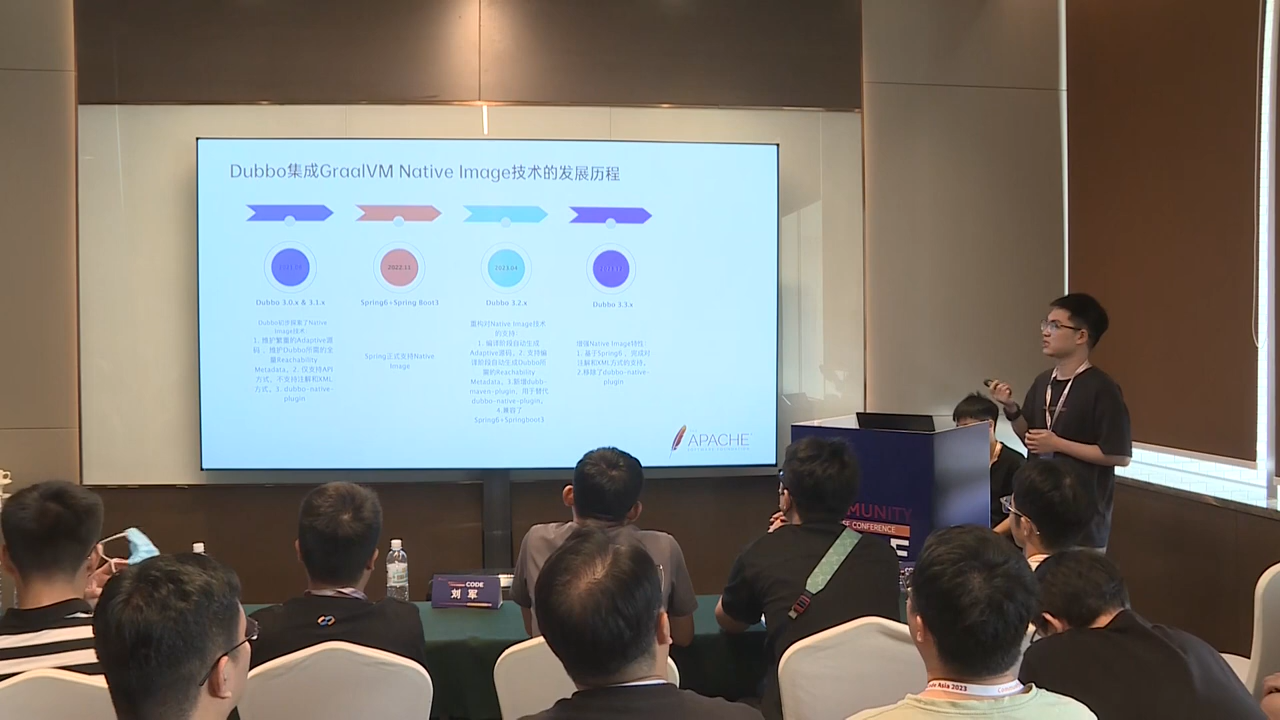 Dubbo集成GraalVM Native Image技术的发展历程
2022.11
2023.04
Dubbo 3.0.x & 3.1.x
Spring6+Spring Boot3
Dubbo 3.2.x
Dubbo 3.3.x
Dubbo初步探索了Native
Image技术:
1. 维护繁重的Adaptive源
码 、维护Dubbo所需的全
量Reachability
Metadata。2. 仅支持API
方式，不支持注解和XML
方式。3. dubbo-native-
plugin
Spring正式支持Native
Image
重构对Native Image技术
的支持:
1. 编译阶段自动生成
Adaptive源码。2. 支持编
译阶段自动生成Dubbo所
需的Reachability
Metadata。3.新增dubbo-
maven-plugin，用于替代
dubbo-native-plugin。
4.兼容了
Spring6+Springboot3
增强Native Image特性:
1. 基于Spring6 ，完成对
注解和XML方式的支持。
2.移除了dubbo-native-
plugin
APACHE
SOFTWARE FOUNDATION
MUNITY
CONFERENCE
CODE
刘 军
Asia 2023